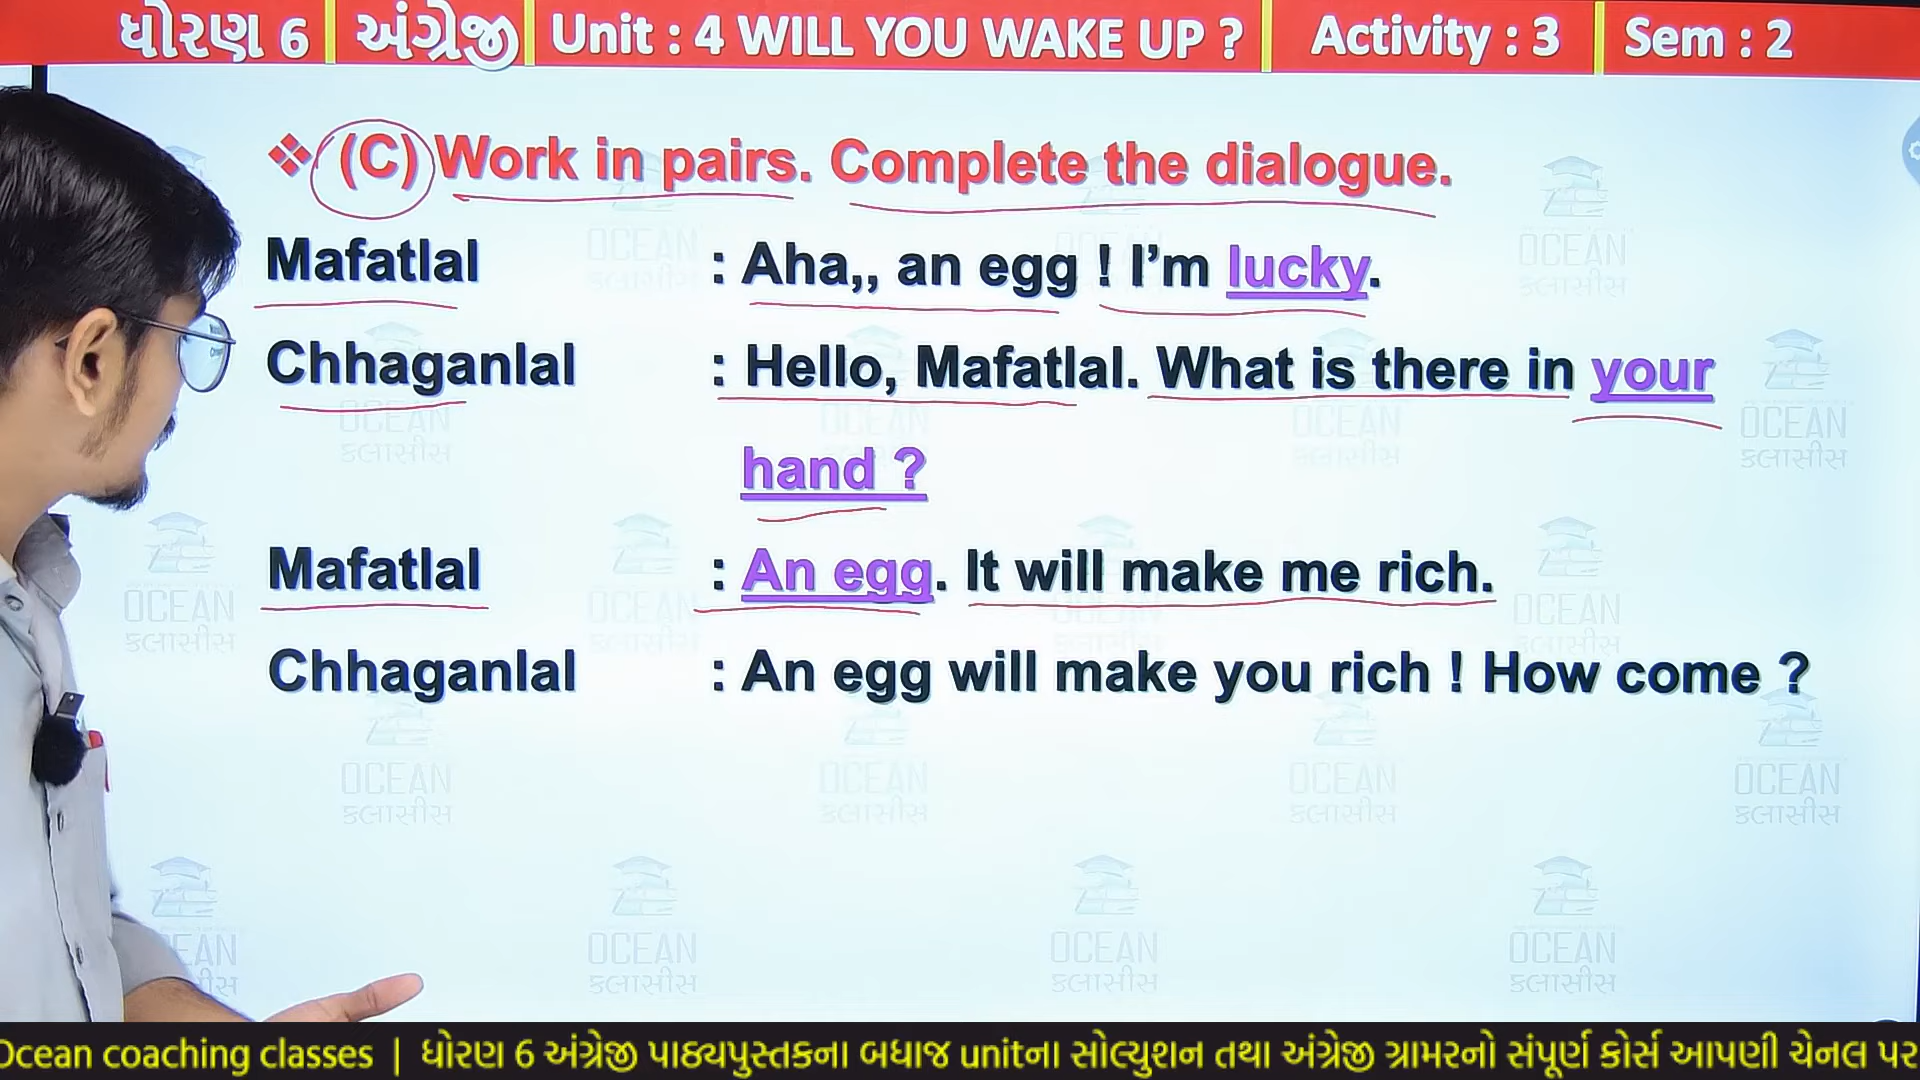 ધોરણ 6 અંગ્રેજી Unit : 4 WILL YOU WAKE UP ? Activity : 3 Sem : 2
❖ (C) Work in pairs. Complete the dialogue.
Mafatlal : Aha,, an egg ! I’m lucky.
Chhaganlal : Hello, Mafatlal. What is there in your
hand ?
Mafatlal : An egg. It will make me rich.
Chhaganlal : An egg will make you rich ! How come ?
OCEAN
કલાસીસ
Ocean coaching classes | ધોરણ 6 અંગ્રેજી પાઠ્યપુસ્તકના બધાજ unitના સોલ્યુશન તથા અંગ્રેજી ગ્રામરનો સંપૂર્ણ કોર્સ આપણી ચેનલ પર